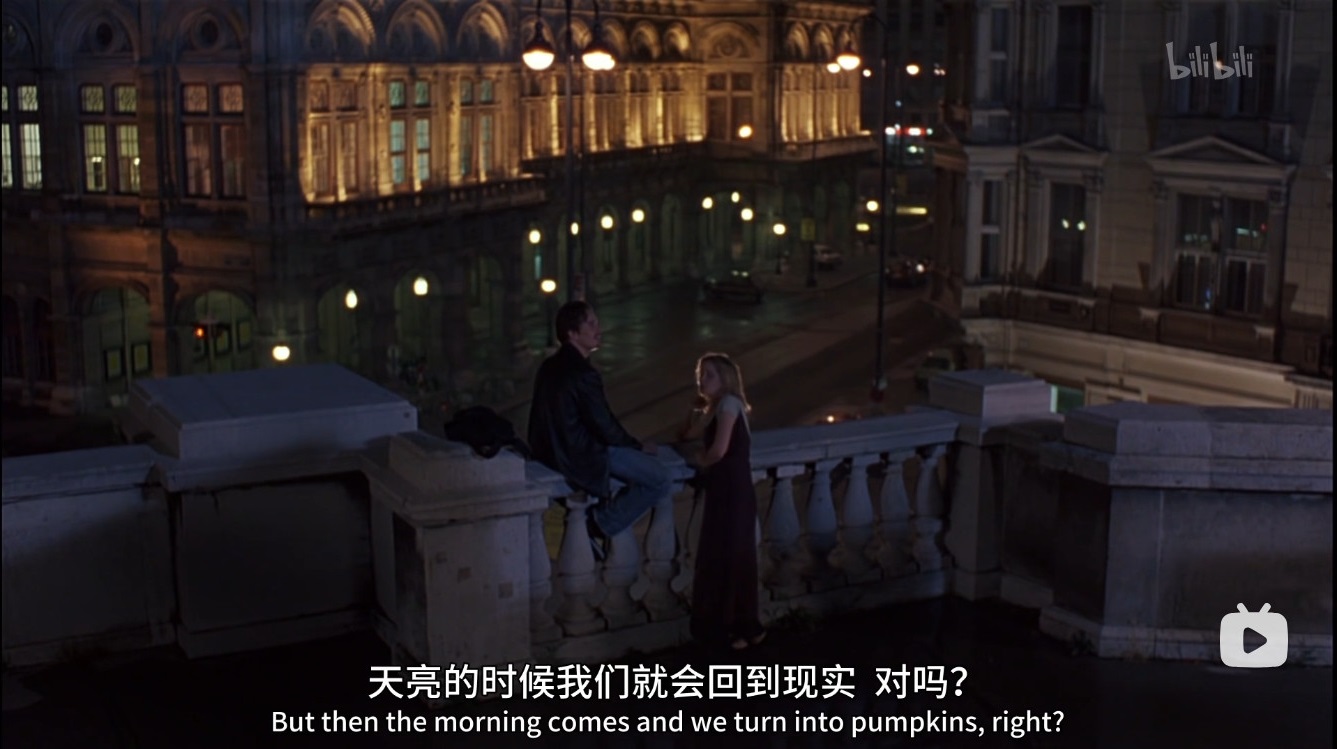 bilibili
天亮的时候我们就会回到现实 对吗?
But then the morning comes and we turn into pumpkins, right?